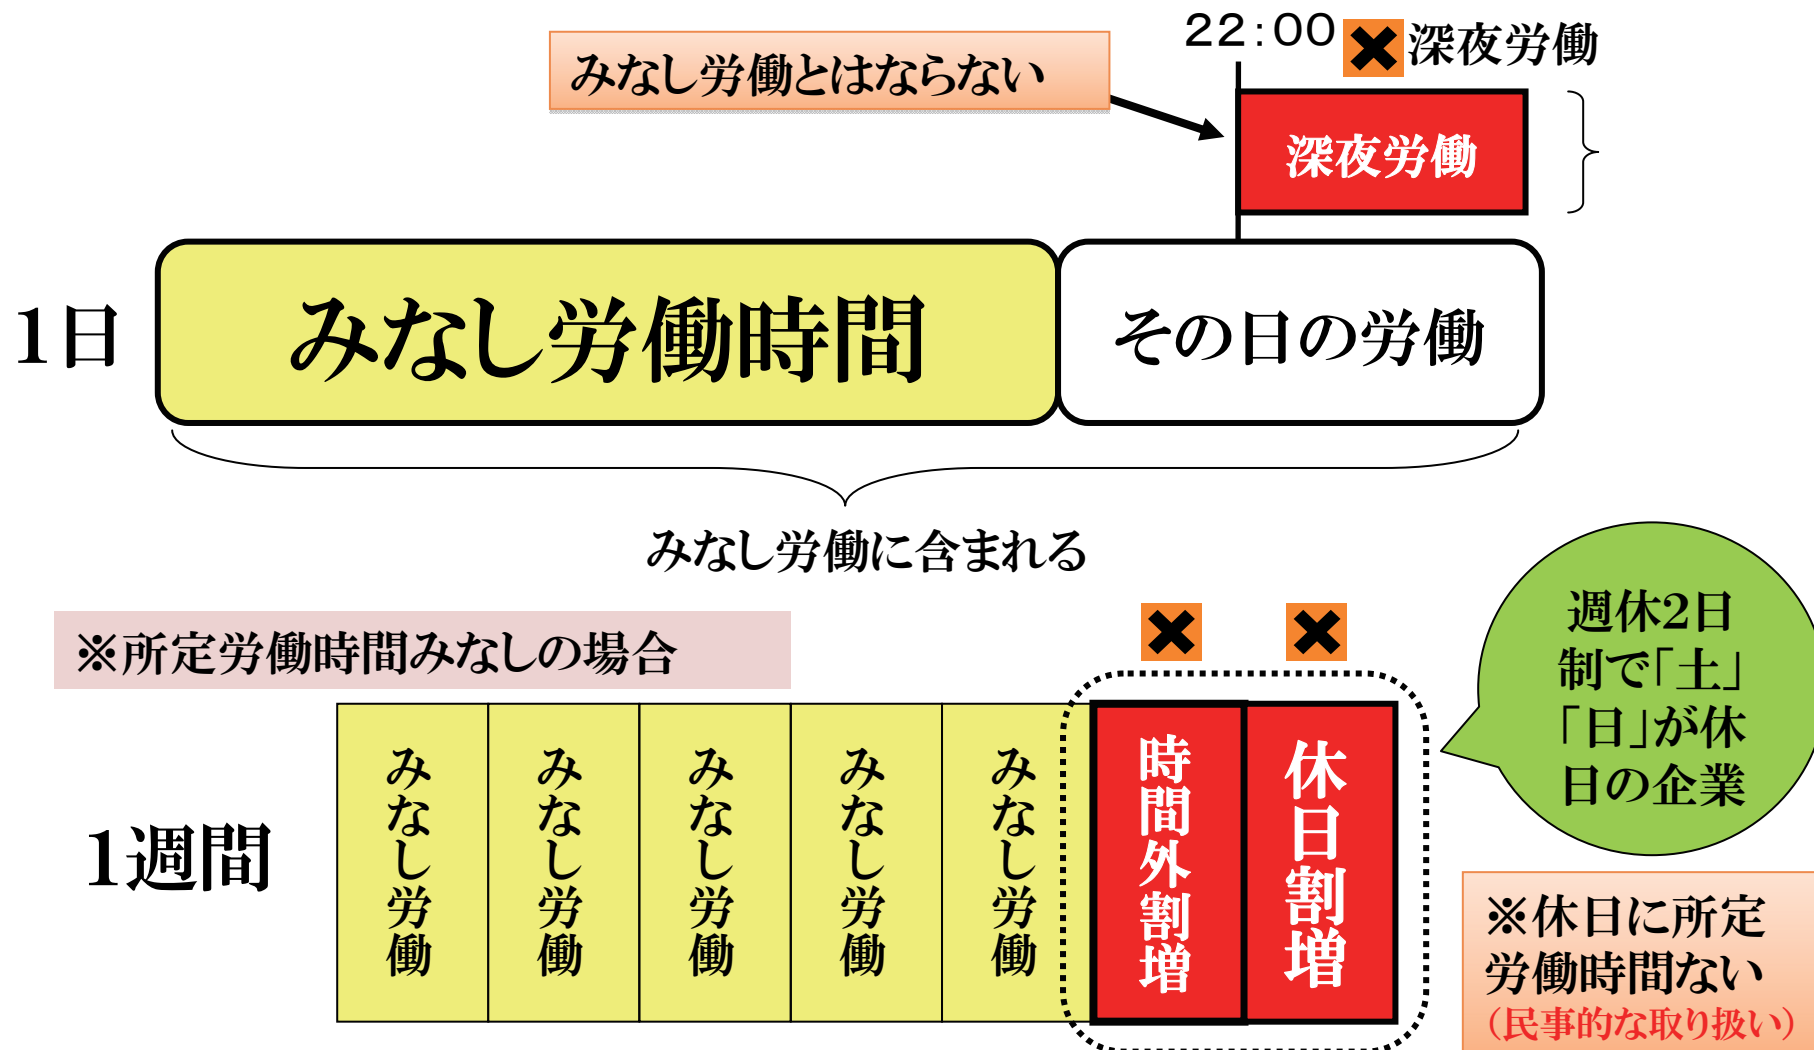 22:00
深夜労働
みなし労働とはならない
深夜労働
1日
みなし労働時間
その日の労働
みなし労働に含まれる
※所定労働時間みなしの場合
週休2日
制で「土」
「日」が休
日の企業
1週間
みなし労働
みなし労働
みなし労働
みなし労働
みなし労働
時間外割増
休日割増
※休日に所定
労働時間ない
（民事的な取り扱い）